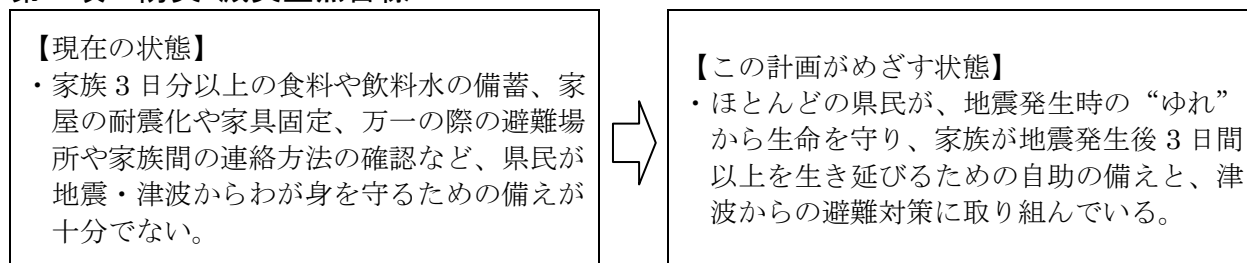 【現在の状態】
・家族3日分以上の食料や飲料水の備蓄、家
屋の耐震化や家具固定、万一の際の避難場
所や家族間の連絡方法の確認など、県民が
地震・津波からわが身を守るための備えが
十分でない。
【この計画がめざす状態】
・ほとんどの県民が、地震発生時の“ゆれ”
から生命を守り、家族が地震発生後3日間
以上を生き延びるための自助の備えと、津
波からの避難対策に取り組んでいる。